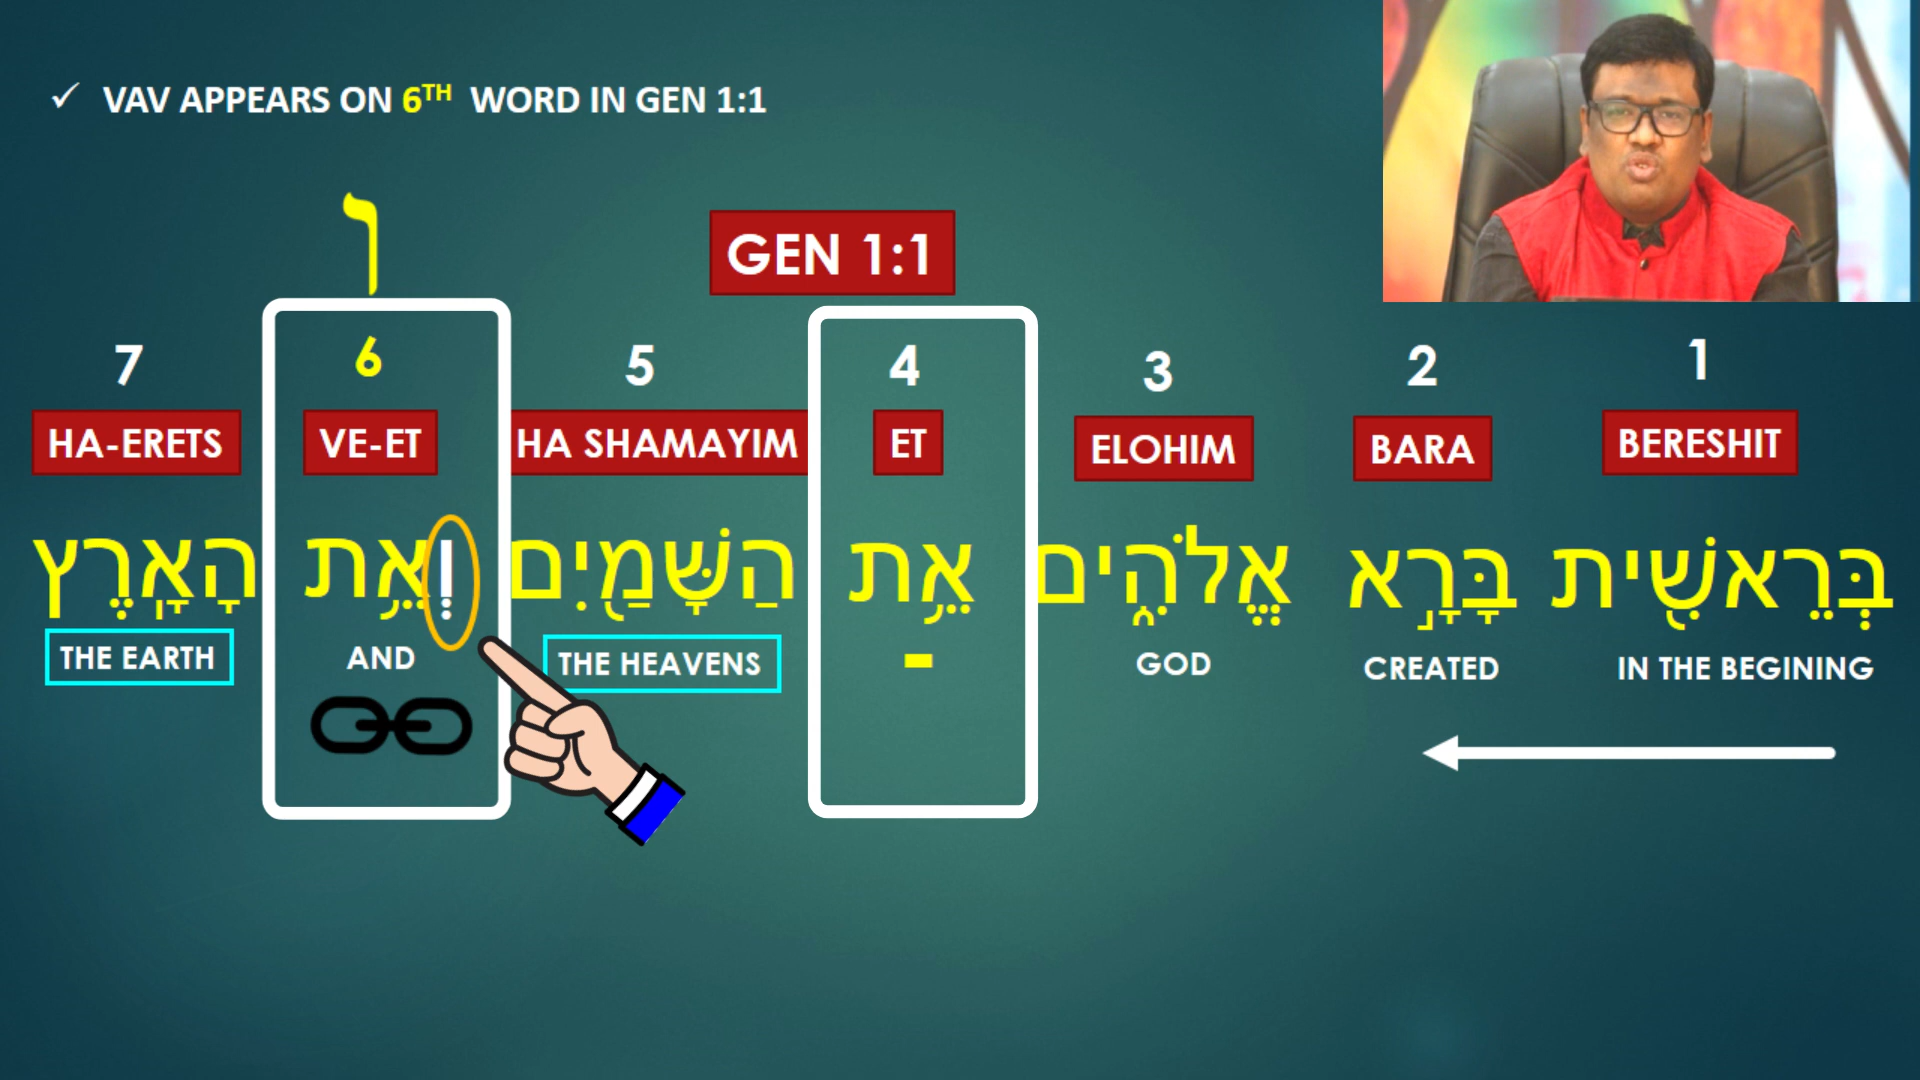 ✓ VAV APPEARS ON 6TH WORD IN GEN 1:1
ו
GEN 1:1
7 6 5 4 3 2 1
HA-ERETS VE-ET HA SHAMAYIM ET ELOHIM BARA BERESHIT
בְּרֵאשִׁ֖ית בָּרָ֣א אֱלֹהִ֑ים אֵ֥ת הַשָּׁמַ֖יִם וְאֵ֥ת הָאָֽרֶץ
THE EARTH AND THE HEAVENS - GOD CREATED IN THE BEGINING